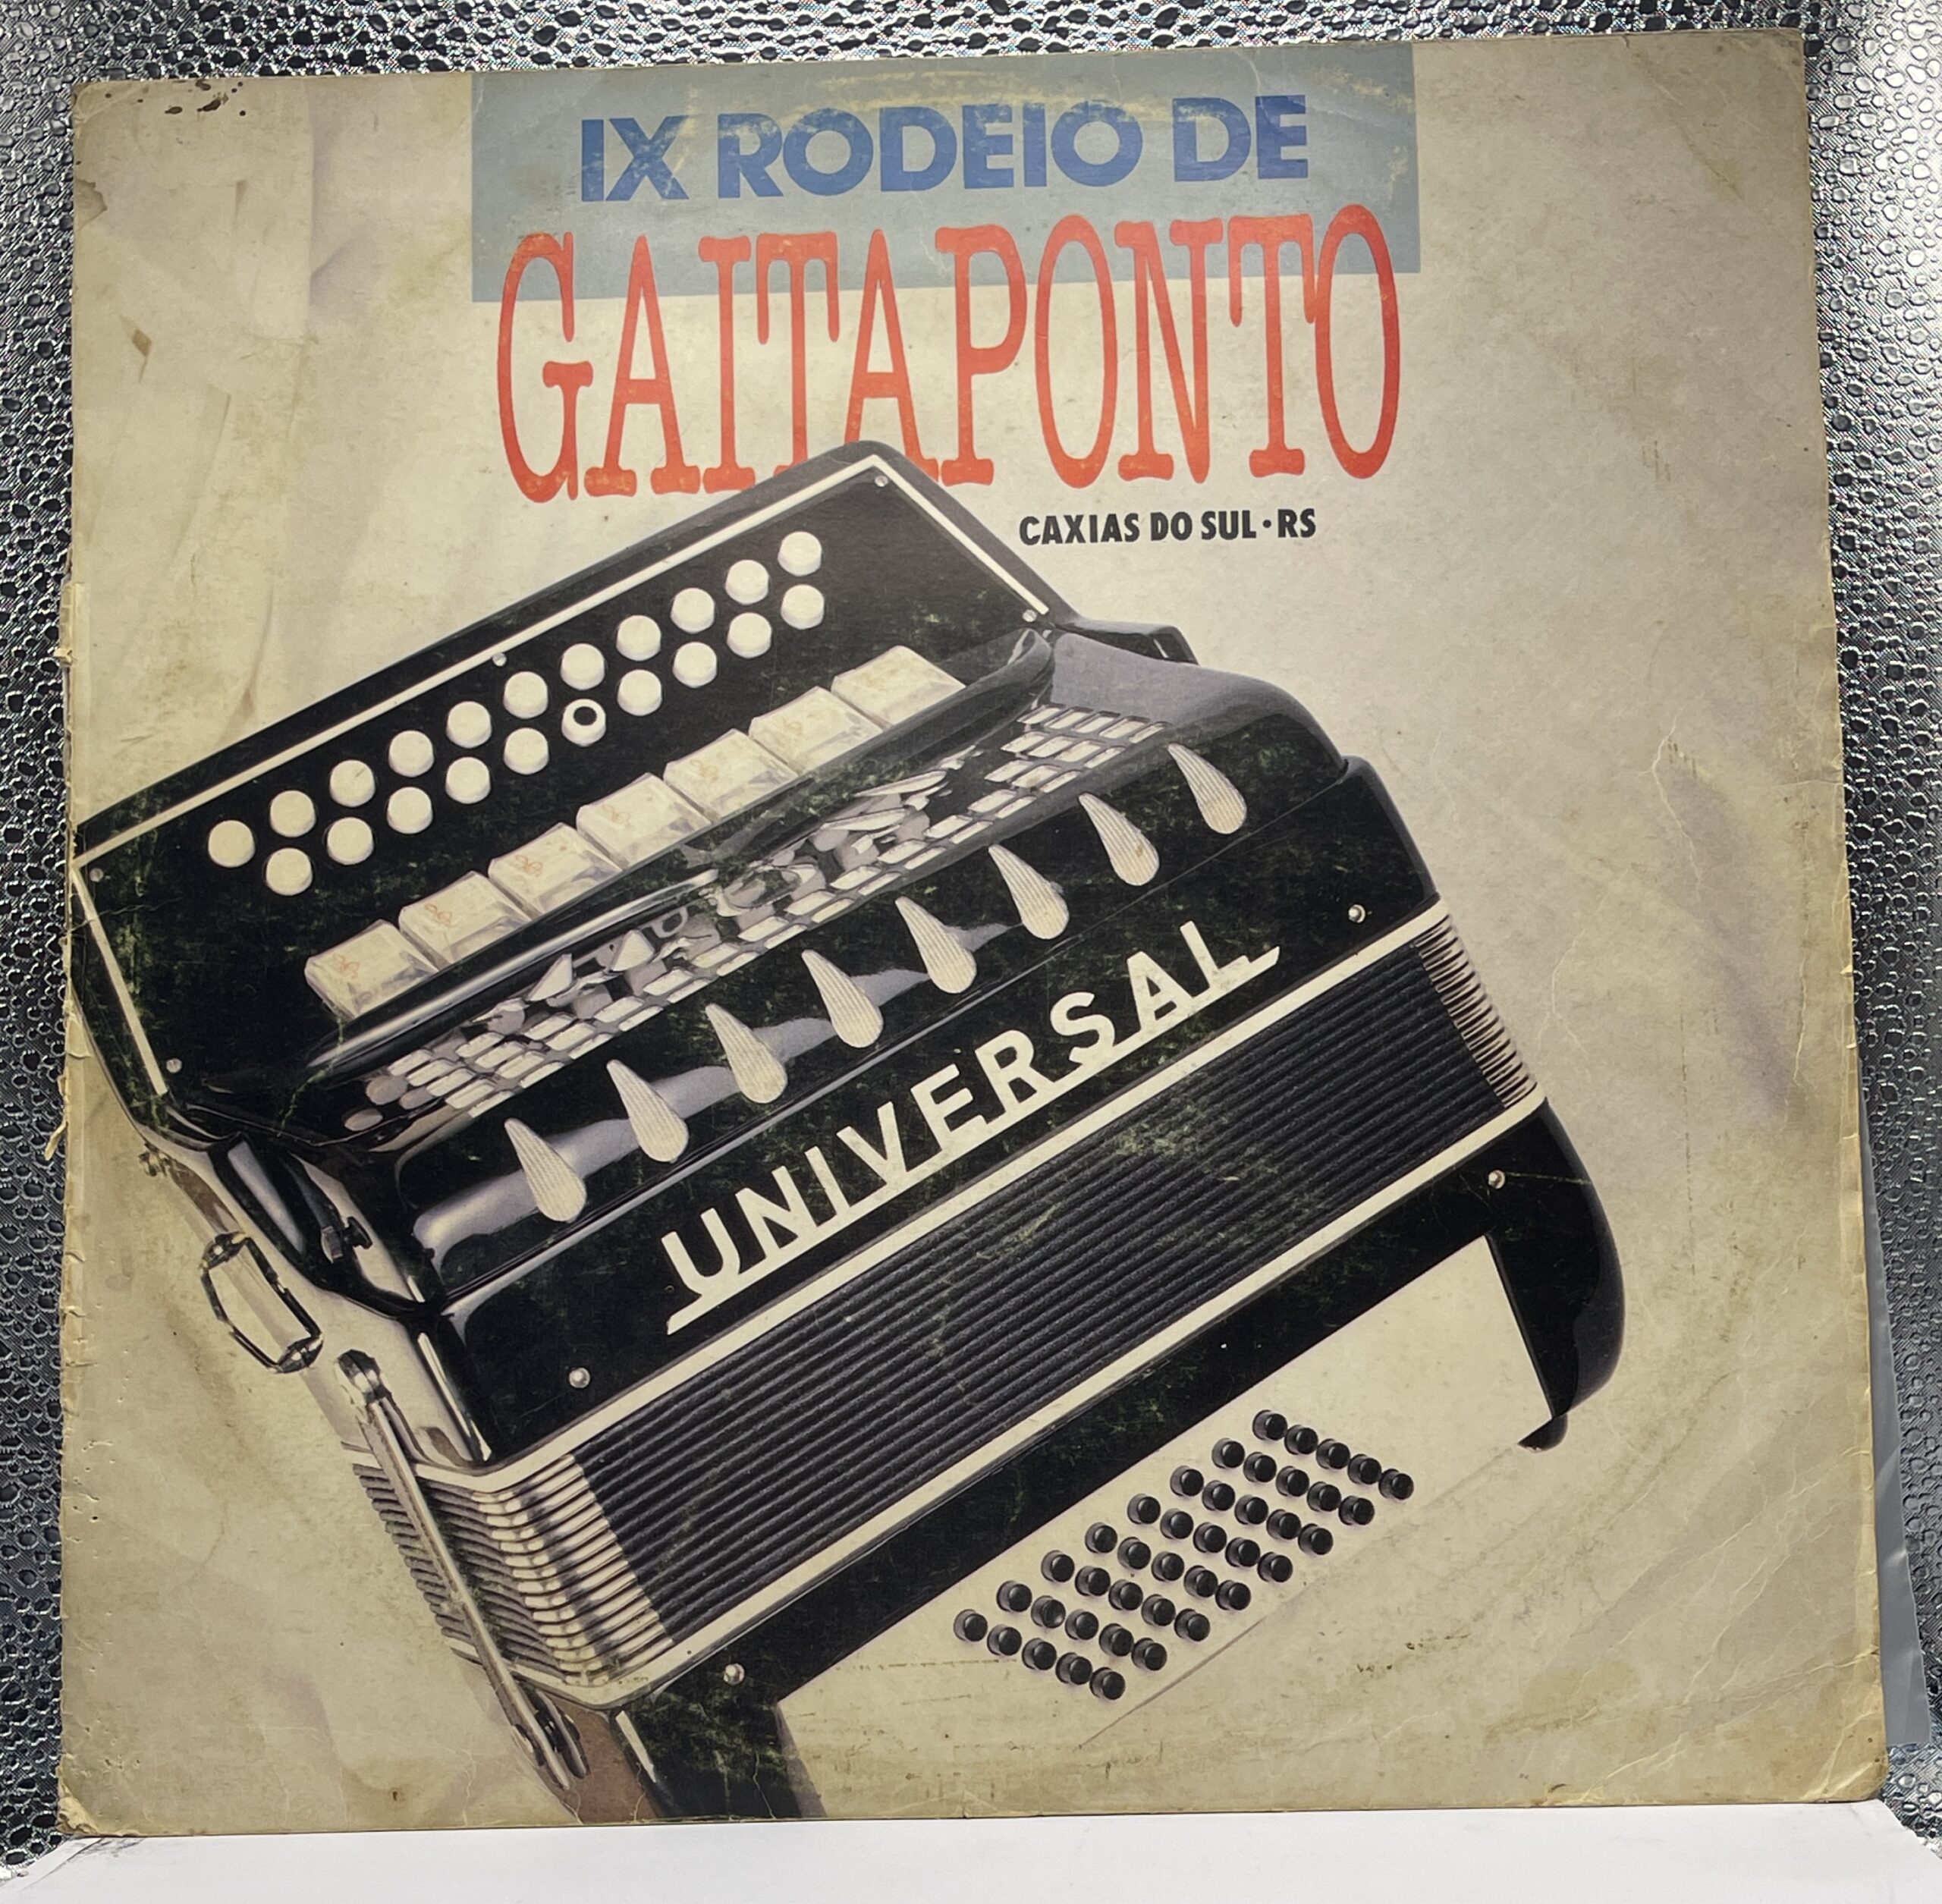 IX RODEIO DE
GAITAPONTO
CAXIAS DO SUL·RS
UNIVERSAL